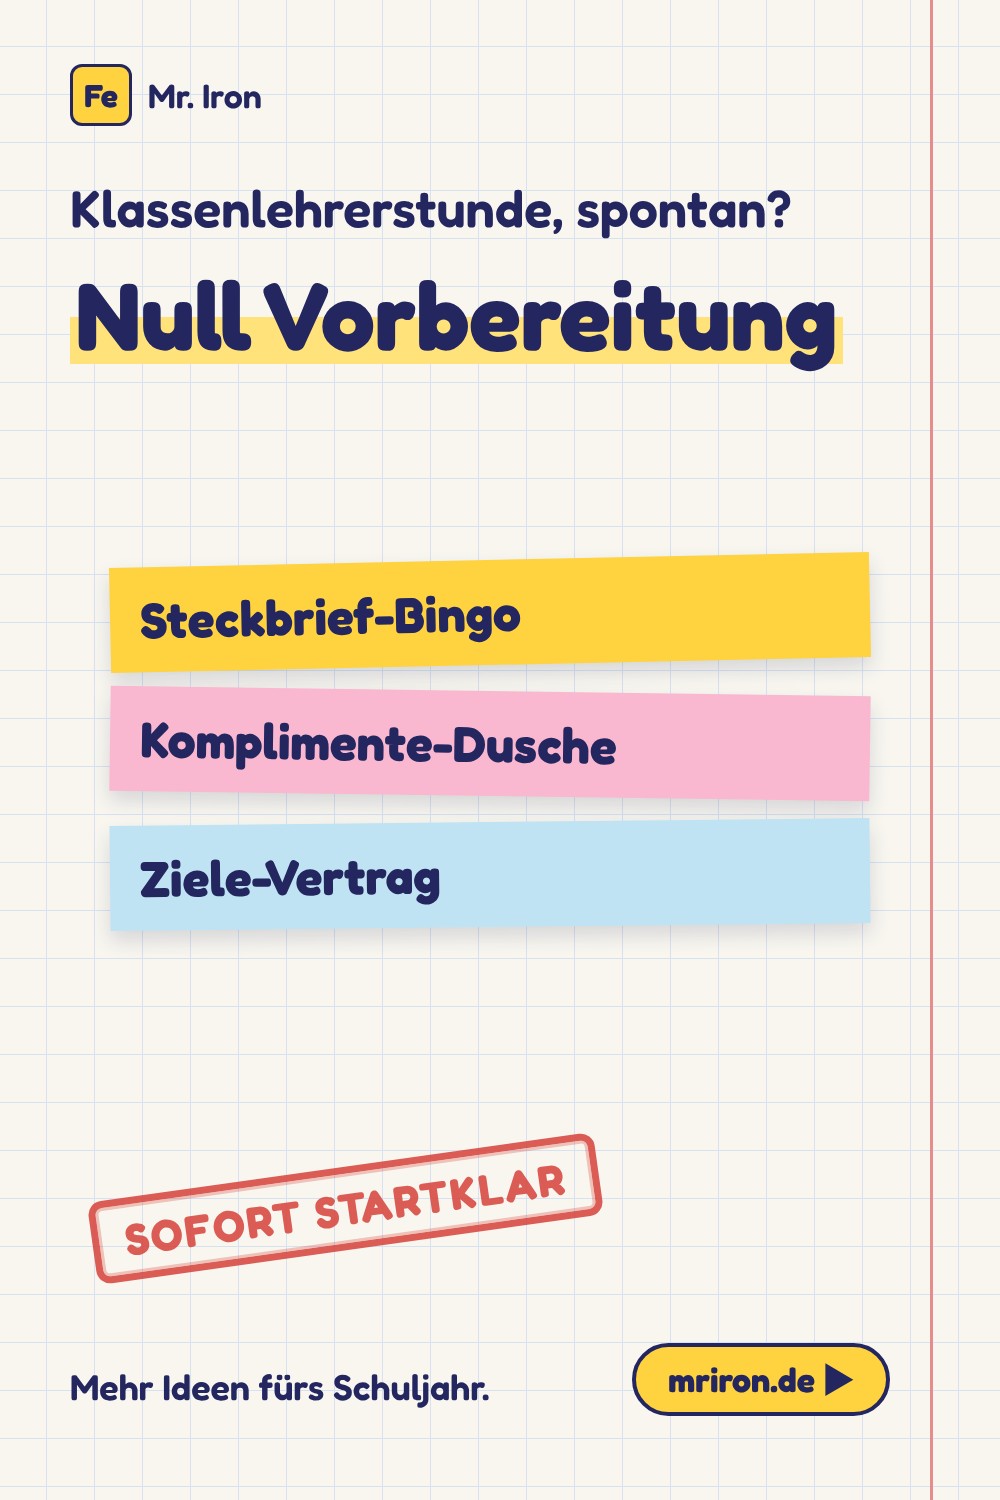 Fe Mr. Iron
Klassenlehrerstunde, spontan?
Null Vorbereitung
Steckbrief-Bingo
Komplimente-Dusche
Ziele-Vertrag
SOFORT STARTKLAR
Mehr Ideen fürs Schuljahr.
mriron.de ▶